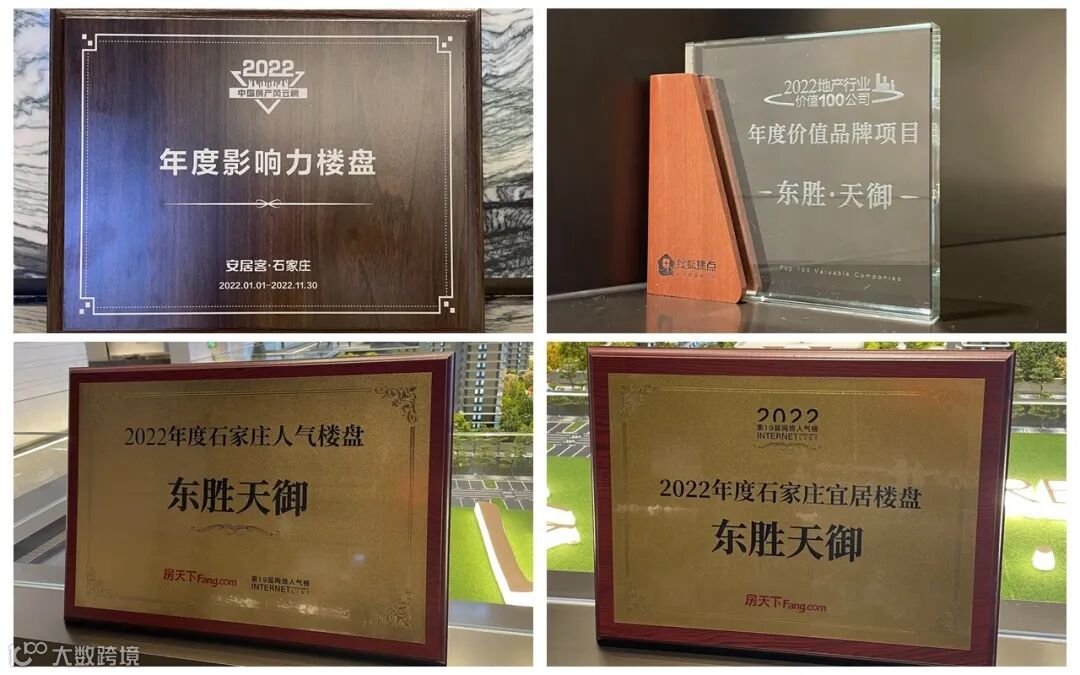 2022
中国房产风云榜
年度影响力楼盘
安居客·石家庄
2022.01.01~2022.11.30
2022地产行业
价值100公司
年度价值品牌项目
东胜·天御
搜狐焦点
Top 100 Valuable Companies
2022年度石家庄人气楼盘
东胜天御
房天下Fang.com
第19届网络人气榜
INTERNET
LIST
2022
第19届网络人气榜
INTERNET
LIST
2022年度石家庄宜居楼盘
东胜天御
房天下Fang.com
大数跨境